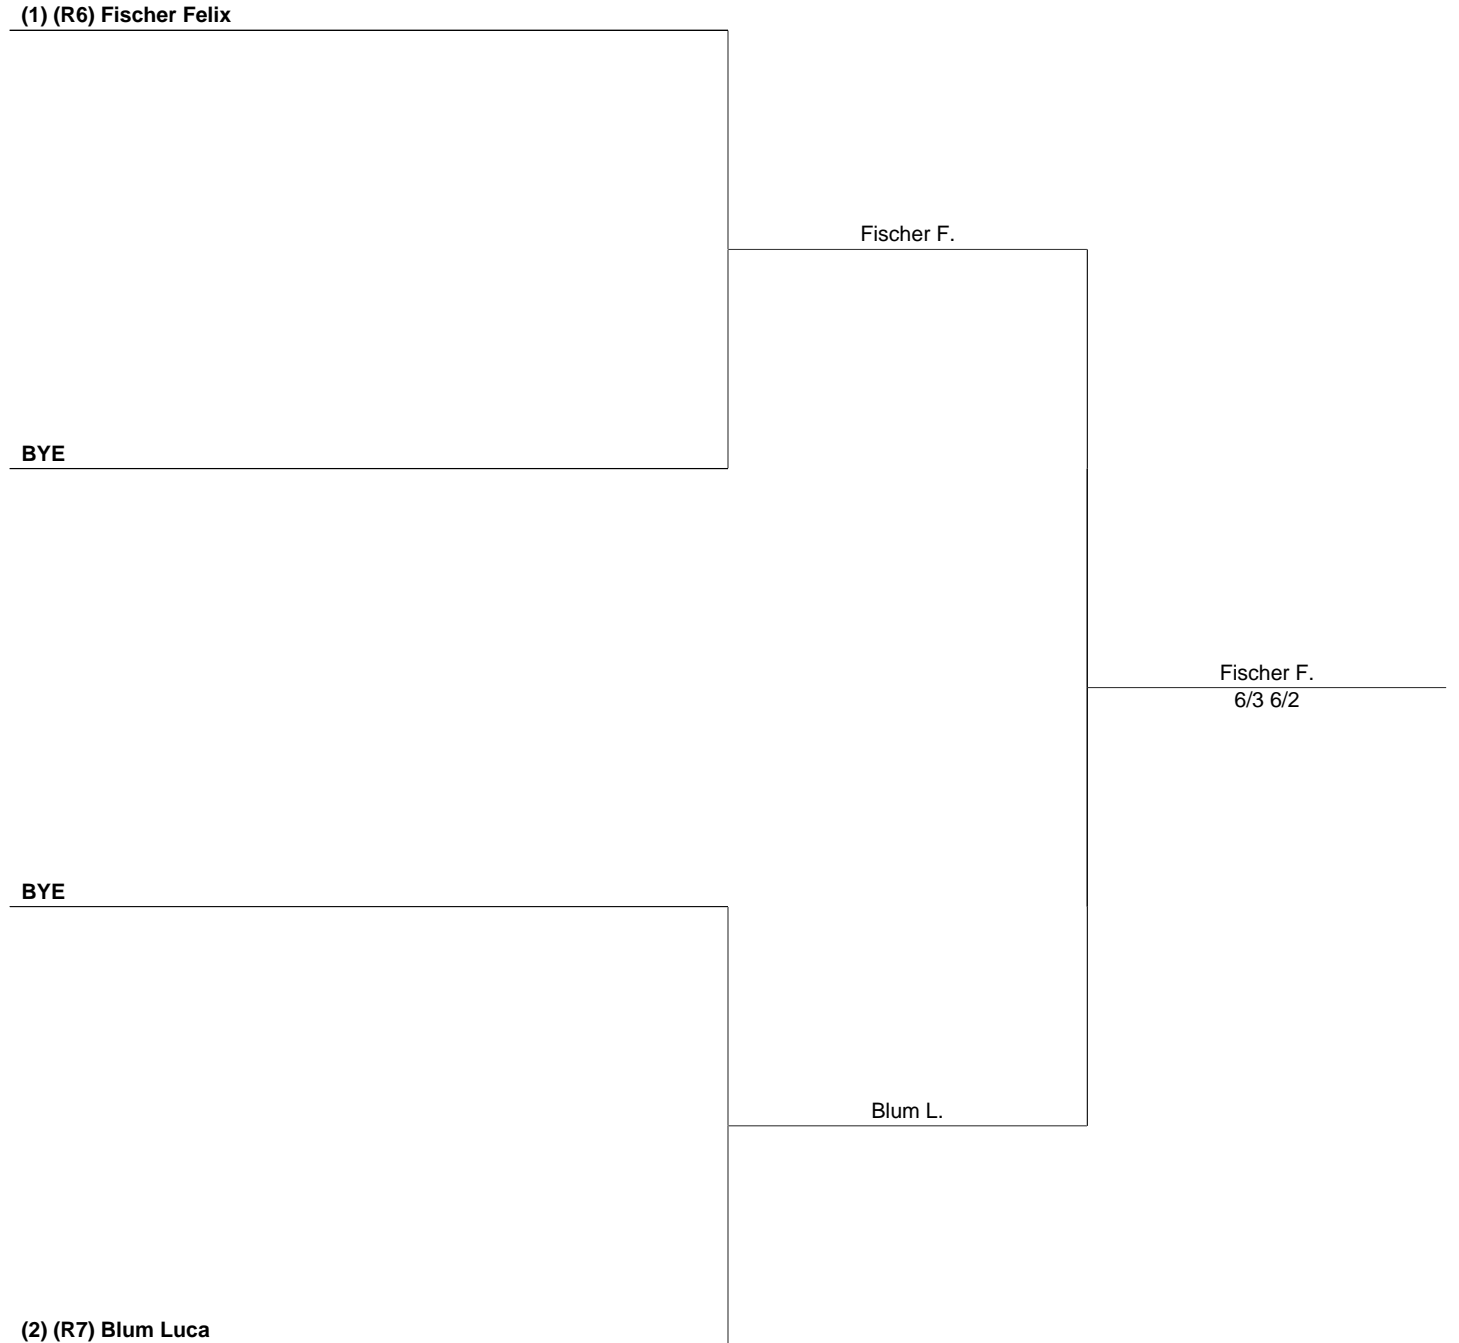 (1) (R6) Fischer Felix
Fischer F.
BYE
Fischer F.
6/3 6/2
BYE
Blum L.
(2) (R7) Blum Luca